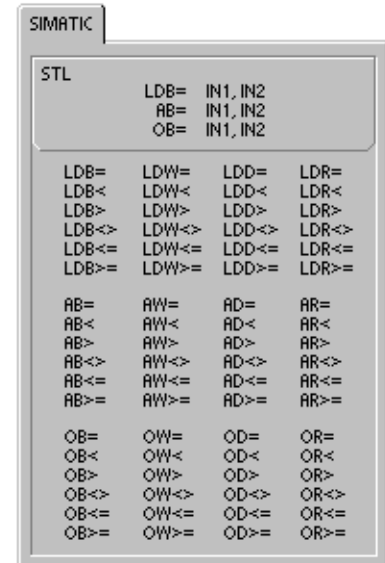 SIMATIC
STL
LDB= IN1, IN2
AB= IN1, IN2
OB= IN1, IN2
LDB= LDW= LDD= LDR=
LDB< LDW< LDD< LDR<
LDB> LDW> LDD> LDR>
LDB<> LDW<> LDD<> LDR<>
LDB<= LDW<= LDD<= LDR<=
LDB>= LDW>= LDD>= LDR>=
AB= AW= AD= AR=
AB< AW< AD< AR<
AB> AW> AD> AR>
AB<> AW<> AD<> AR<>
AB<= AW<= AD<= AR<=
AB>= AW>= AD>= AR>=
OB= OW= OD= OR=
OB< OW< OD< OR<
OB> OW> OD> OR>
OB<> OW<> OD<> OR<>
OB<= OW<= OD<= OR<=
OB>= OW>= OD>= OR>=